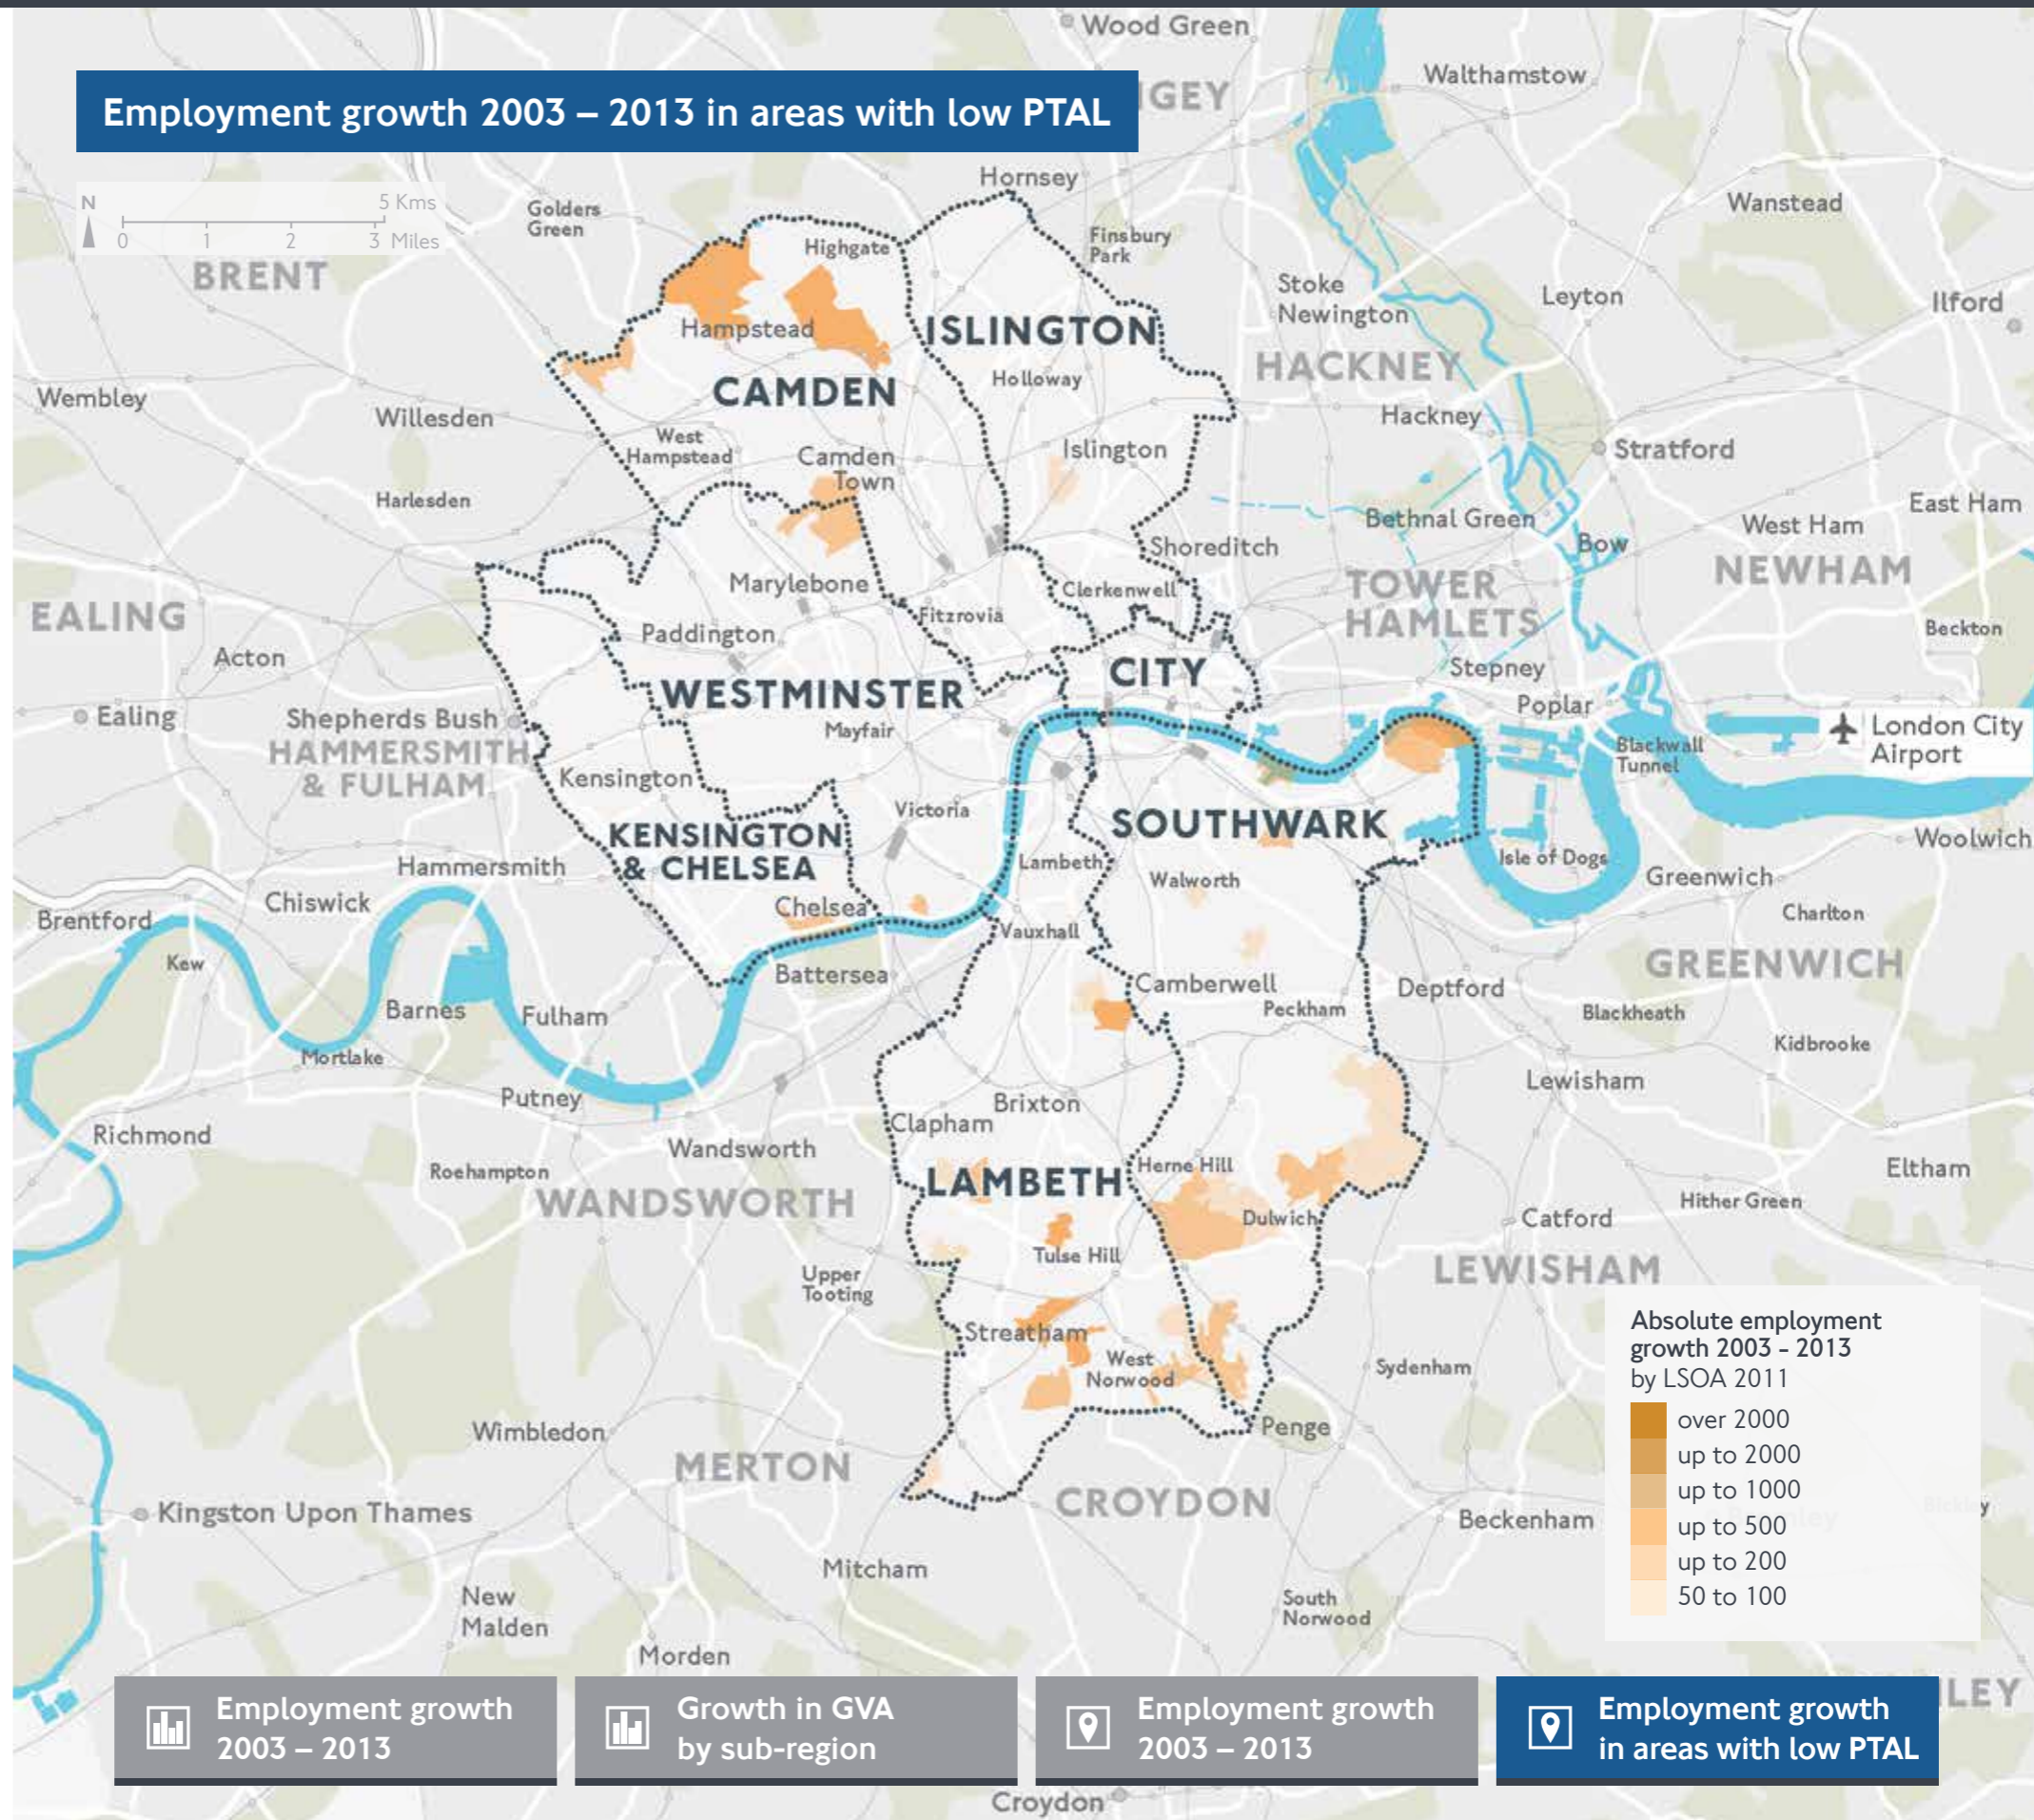 Wood Green
Walthamstow
Employment growth 2003 – 2013 in areas with low PTAL
GEY
Hornsey
Wanstead
N
5 Kms
0
1
2
3 Miles
Golders
Green
Highgate
Finsbury
Park
BRENT
Stoke
Newington
Leyton
Ilford
Hampstead
ISLINGTON
HACKNEY
Holloway
CAMDEN
Wembley
Willesden
Hackney
West
Hampstead
Camden
Town
Islington
Stratford
Harlesden
East Ham
Bethnal Green
West Ham
Bow
Shoreditch
NEWHAM
Marylebone
Clerkenwell
TOWER
HAMLETS
EALING
Fitzrovia
Paddington
Beckton
Acton
CITY
Stepney
WESTMINSTER
Poplar
Ealing
Shepherds Bush
HAMMERSMITH
& FULHAM
Mayfair
London City
Airport
Blackwall
Tunnel
Kensington
Victoria
SOUTHWARK
KENSINGTON
& CHELSEA
Woolwich
Isle of Dogs
Hammersmith
Lambeth
Walworth
Greenwich
Chiswick
Chelsea
Charlton
Brentford
Vauxhall
Kew
GREENWICH
Battersea
Camberwell
Deptford
Barnes
Fulham
Peckham
Blackheath
Mortlake
Kidbrooke
Putney
Brixton
Lewisham
Clapham
Richmond
Wandsworth
Roehampton
Herne Hill
Eltham
LAMBETH
WANDSWORTH
Hither Green
Dulwich
Catford
Tulse Hill
LEWISHAM
Upper
Tooting
Streatham
West
Norwood
Sydenham
Absolute employment
growth 2003 - 2013
by LSOA 2011
over 2000
up to 2000
up to 1000
up to 500
up to 200
50 to 100
Wimbledon
Penge
MERTON
CROYDON
Kingston Upon Thames
Beckenham
Mitcham
New
Malden
South
Norwood
Morden
LEY
Employment growth
2003 – 2013
Growth in GVA
by sub-region
Employment growth
2003 – 2013
Employment growth
in areas with low PTAL
Croydon